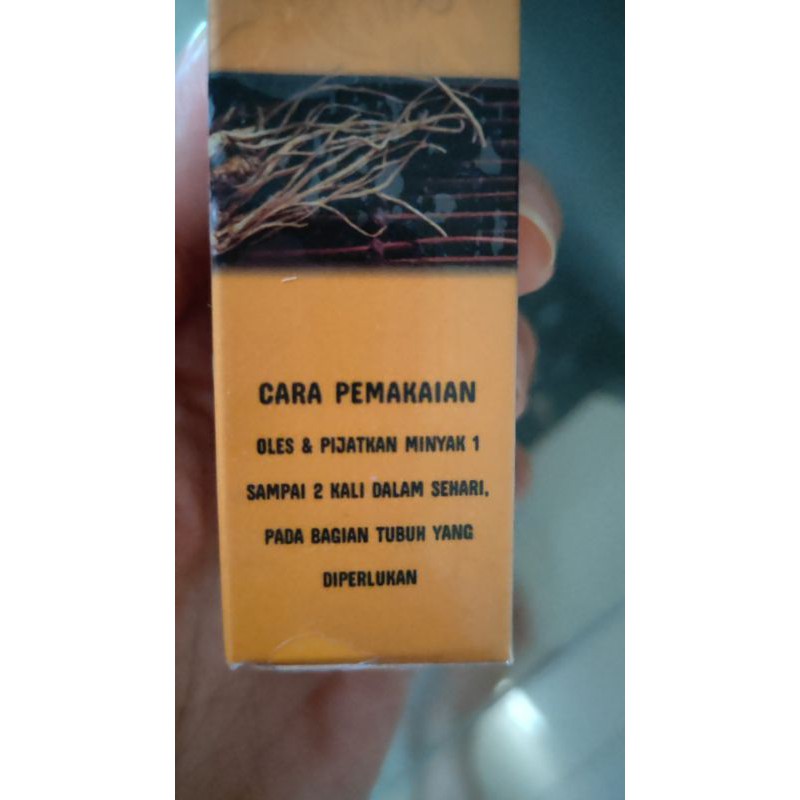 CARA PEMAKAIAN
OLES & PIJATKAN MINYAK 1
SAMPAI 2 KALI DALAM SEHARI,
PADA BAGIAN TUBUH YANG
DIPERLUKAN